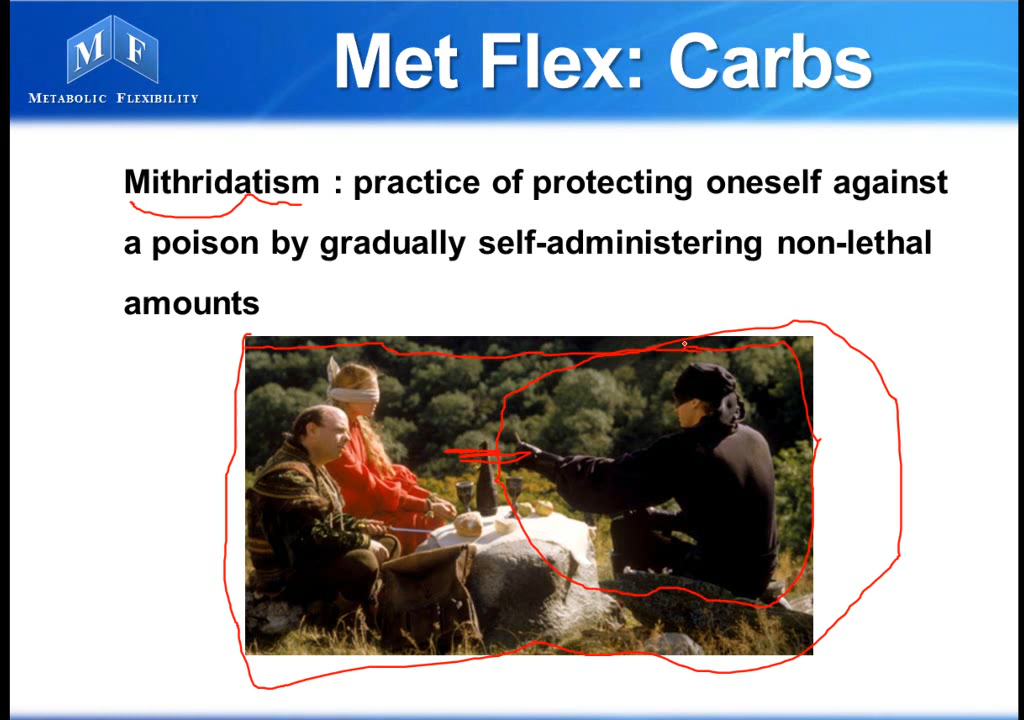 M F
METABOLIC FLEXIBILITY
Met Flex: Carbs
Mithridatism : practice of protecting oneself against
a poison by gradually self-administering non-lethal
amounts